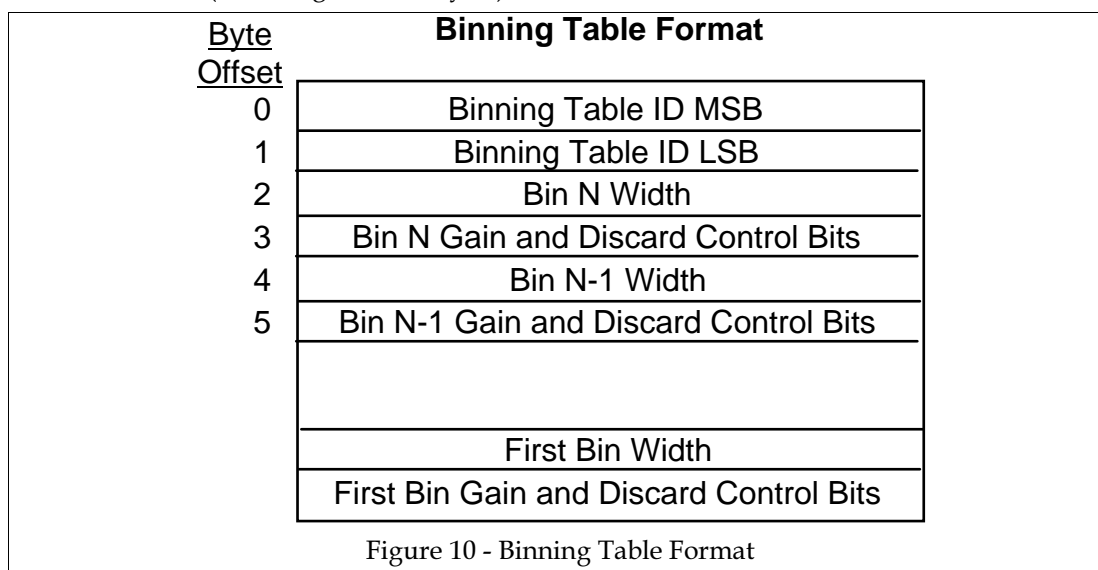 Byte
Offset
Binning Table Format
0 Binning Table ID MSB
1 Binning Table ID LSB
2 Bin N Width
3 Bin N Gain and Discard Control Bits
4 Bin N-1 Width
5 Bin N-1 Gain and Discard Control Bits
First Bin Width
First Bin Gain and Discard Control Bits
Figure 10 - Binning Table Format